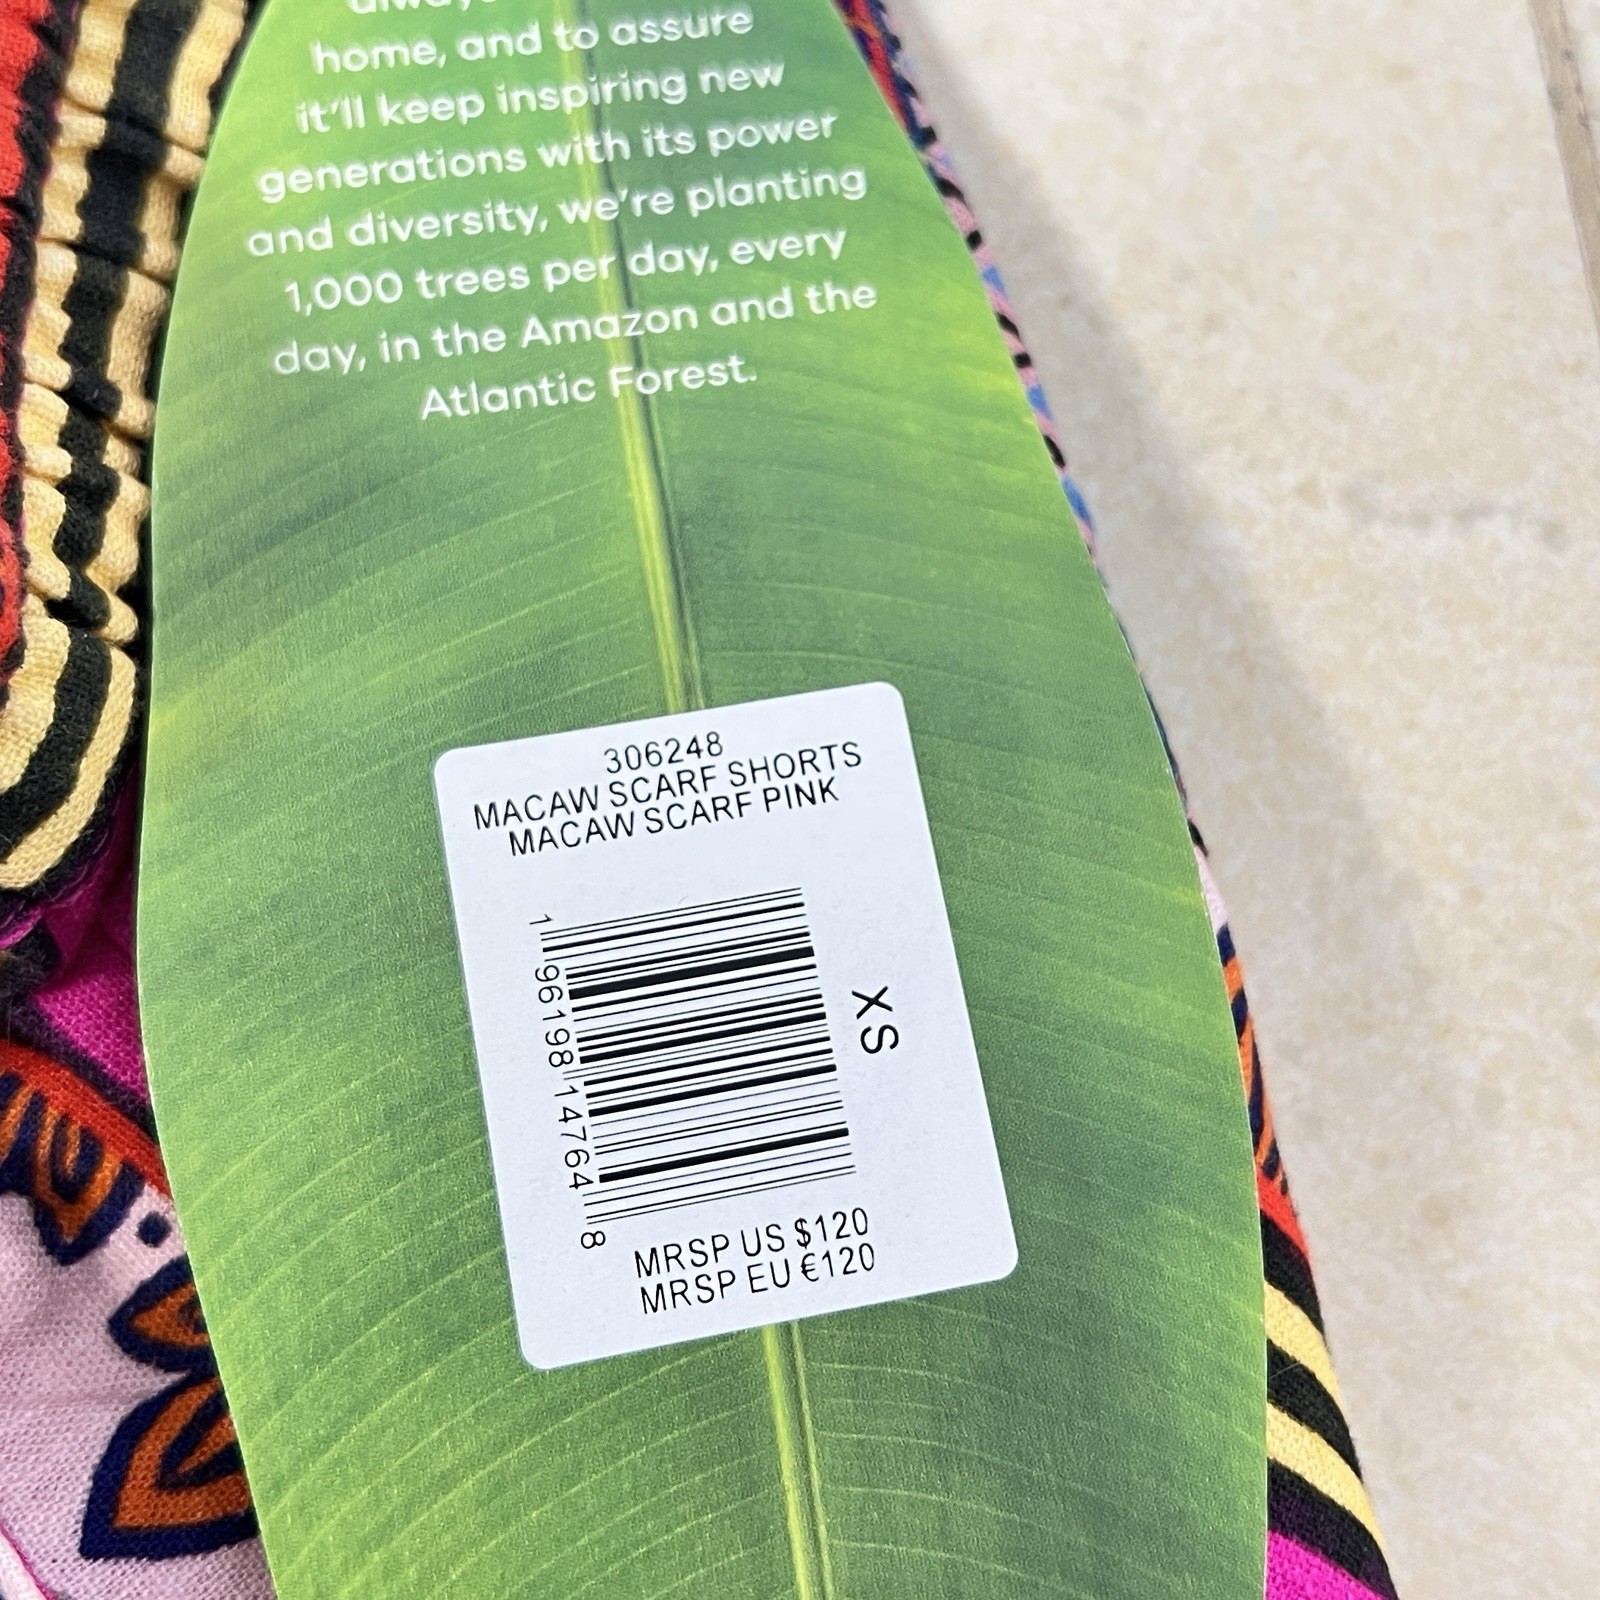 always
home, and to assure
it'll keep inspiring new
generations with its power
and diversity, we're planting
1,000 trees per day, every
day, in the Amazon and the
Atlantic Forest.
306248
MACAW SCARF SHORTS
MACAW SCARF PINK
1 96198 14764 8
XS
MRSP US $120
MRSP EU €120